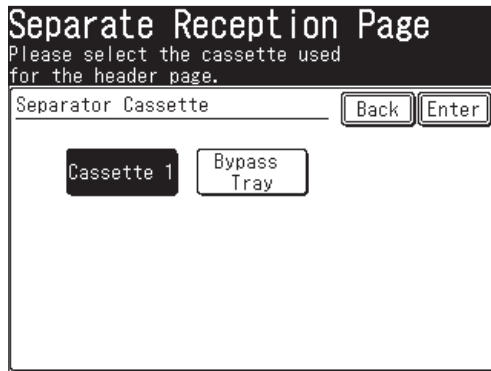 Separate Reception Page
Please select the cassette used
for the header page.
Separator Cassette
Back
Enter
Cassette 1
Bypass
Tray